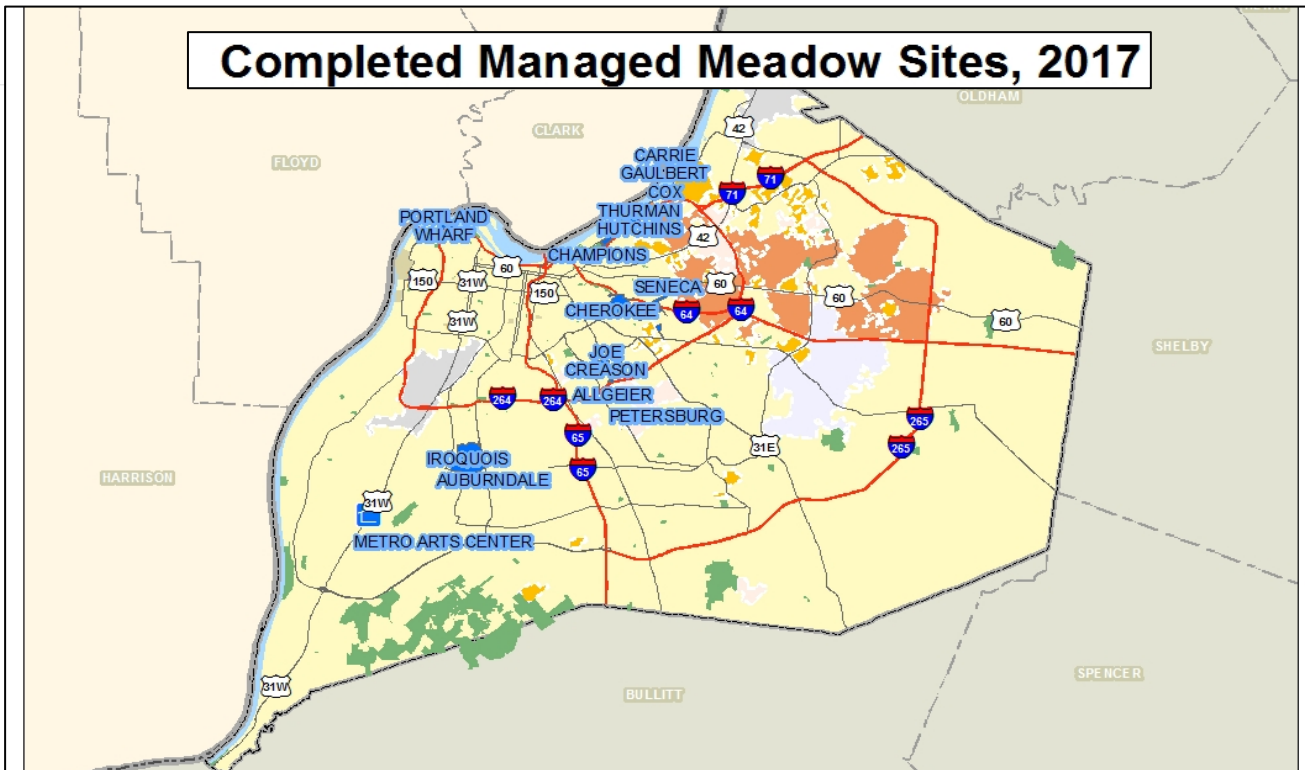 Completed Managed Meadow Sites, 2017
OLDHAM
CLARK
FLOYD
42
CARRIE
GAULBERT
COX
71
71
THURMAN
HUTCHINS
PORTLAND
WHARF
42
CHAMPIONS
60
150
31W
150
SENECA
60
60
60
CHEROKEE
64
64
31W
JOE
CREASON
SHELBY
264
264
ALLGEIER
PETERSBURG
265
65
31E
265
IROQUOIS
65
AUBURNDALE
HARRISON
31W
METRO ARTS CENTER
SPENCER
31W
BULLITT